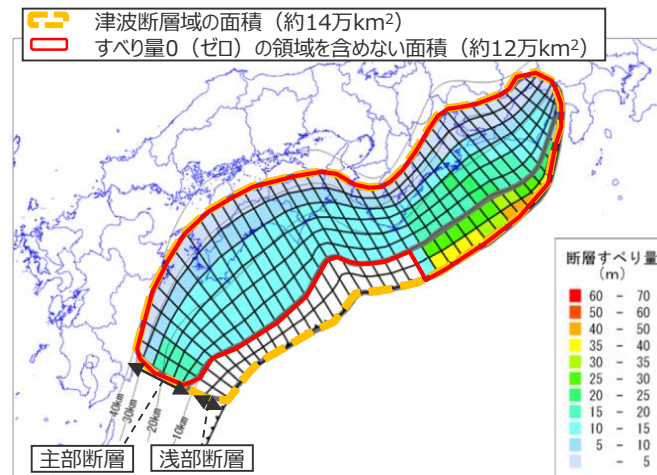 津波断層域の面積（約14万km²）
すべり量0（ゼロ）の領域を含めない面積（約12万km²）
断層すべり量
（m）
60 - 70
50 - 60
40 - 50
35 - 40
30 - 35
25 - 30
20 - 25
15 - 20
10 - 15
5 - 10
- 5
40km
30km
20km
10km
主部断層
浅部断層